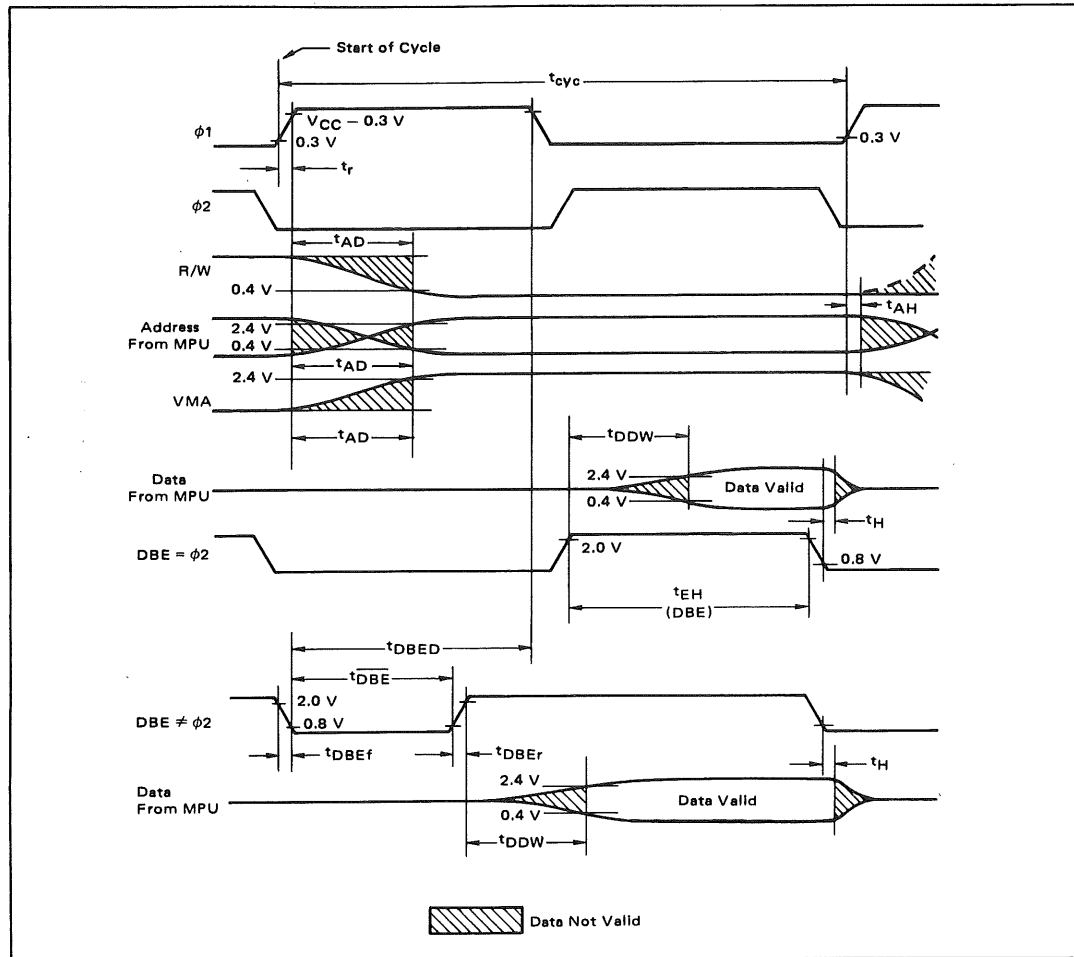 Start of Cycle
tcyc
ϕ1
VCC – 0.3 V
0.3 V
0.3 V
tr
ϕ2
tAD
R/W
0.4 V
tAH
Address
From MPU
2.4 V
0.4 V
tAD
2.4 V
VMA
tAD
tDDW
Data
From MPU
2.4 V
0.4 V
Data Valid
tH
DBE = ϕ2
2.0 V
0.8 V
tEH
(DBE)
tDBED
tD̅B̅E̅
DBE ≠ ϕ2
2.0 V
0.8 V
tDBEf
tDBEr
tH
Data
From MPU
2.4 V
0.4 V
Data Valid
tDDW
Data Not Valid